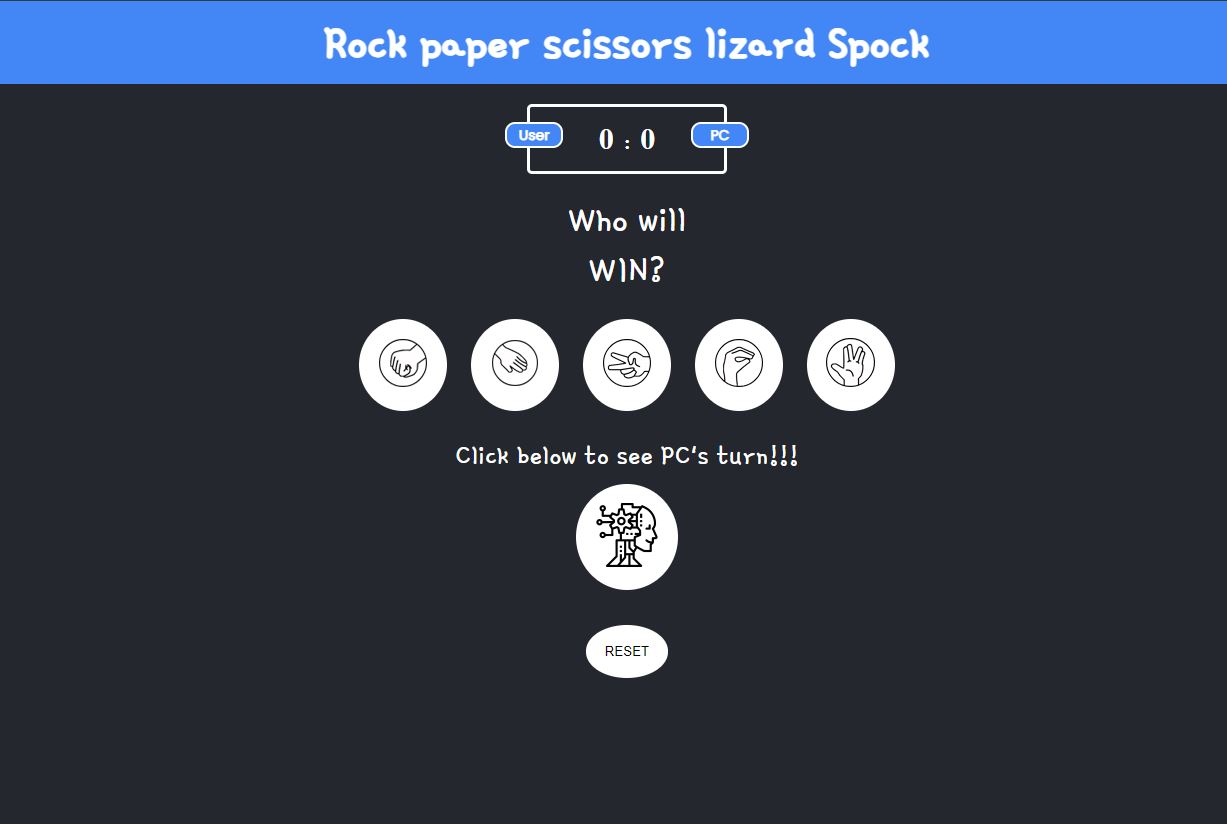 Rock paper scissors lizard Spock
User 0 : 0 PC
Who will
WIN?
Click below to see PC's turn!!!
RESET